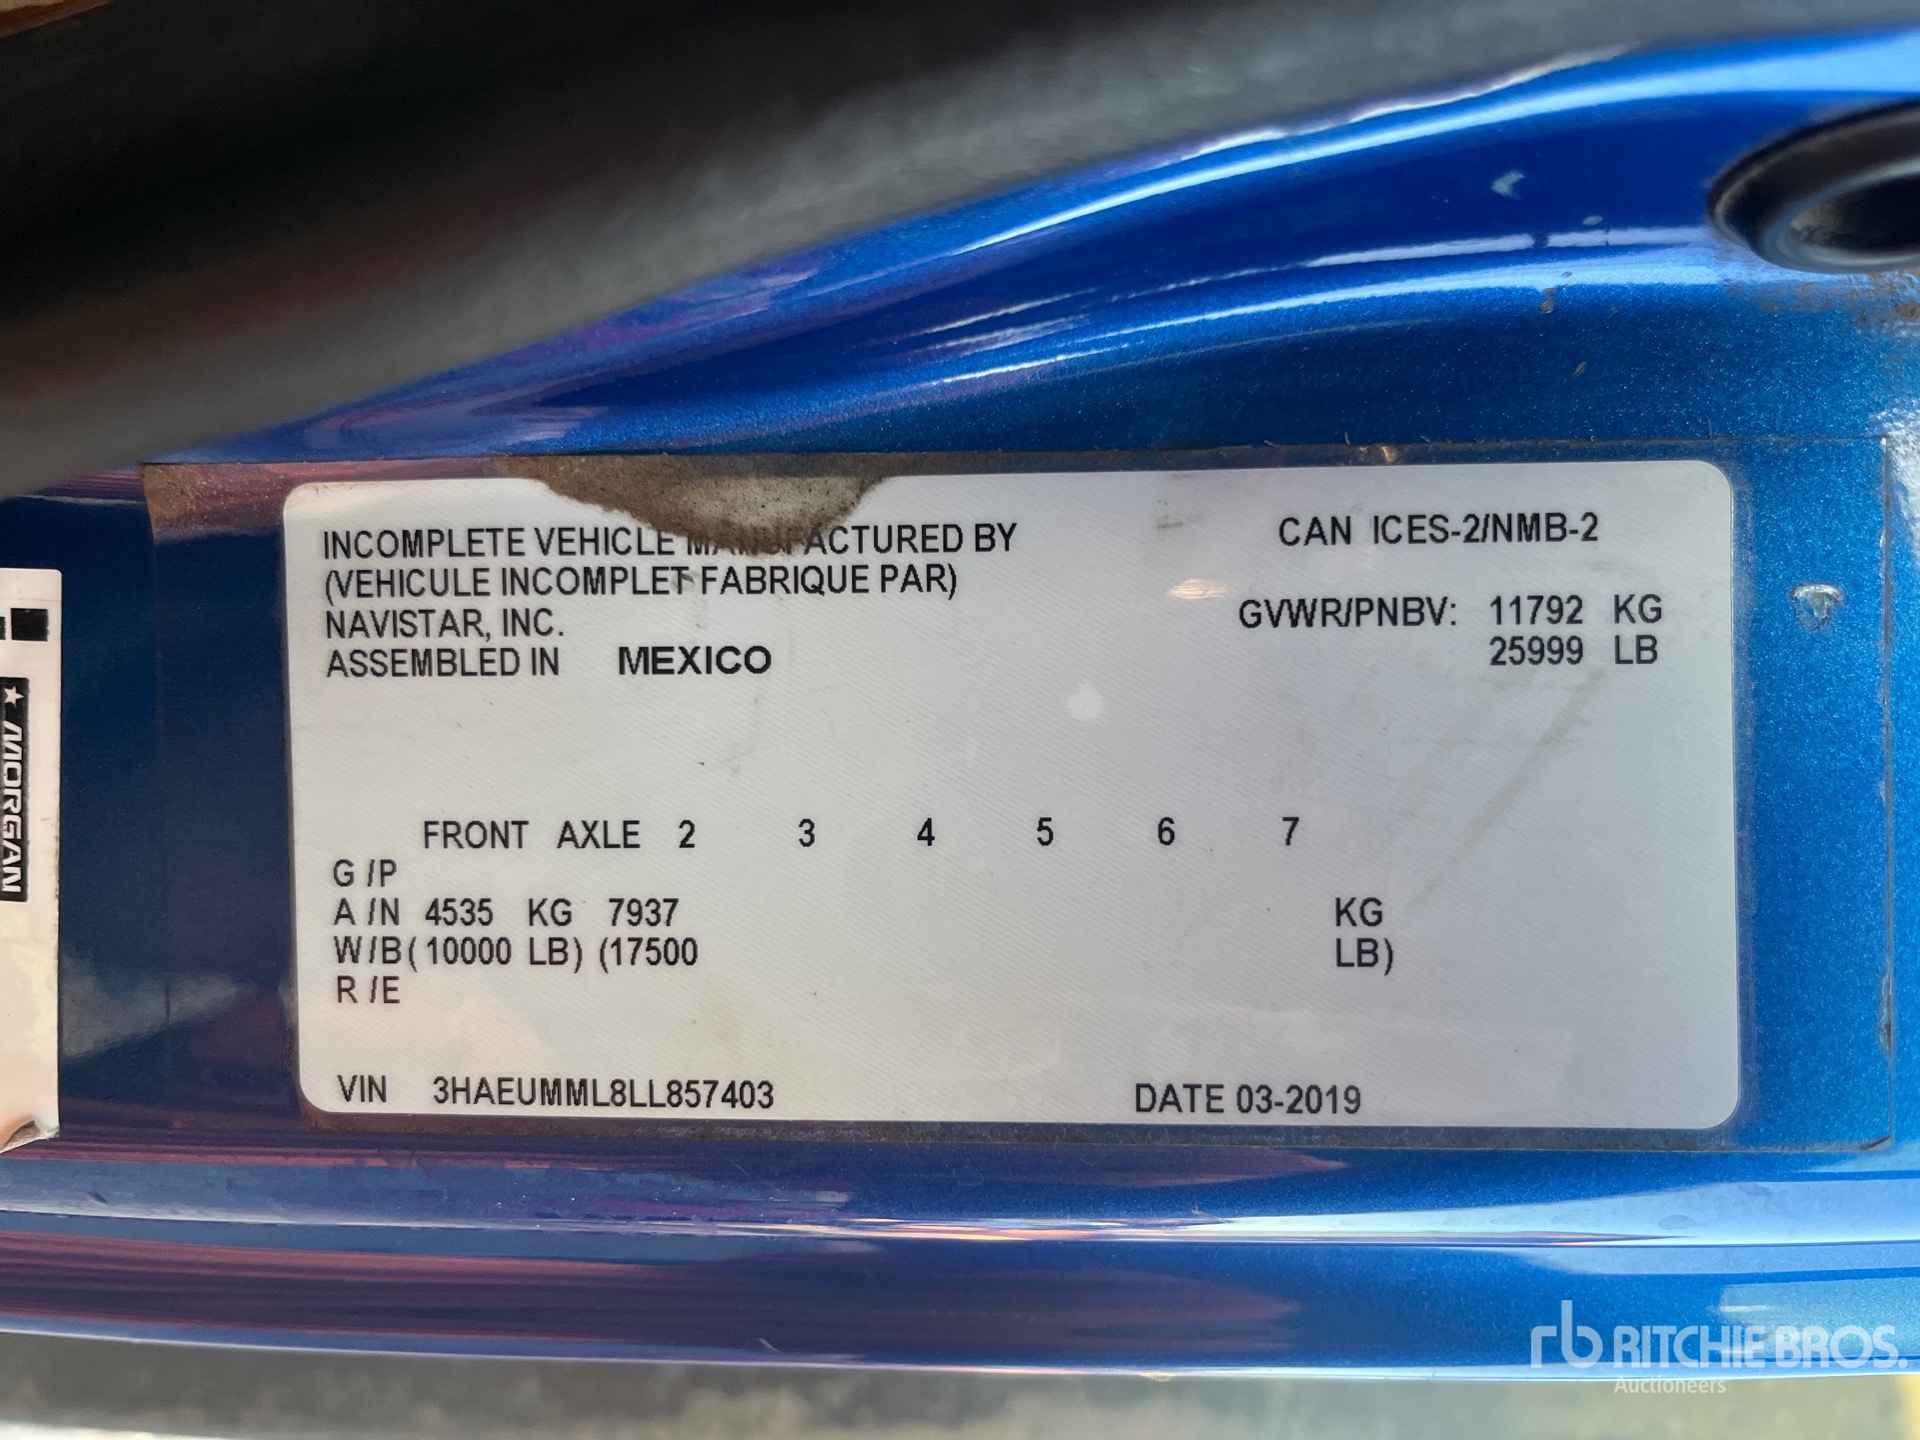 INCOMPLETE VEHICLE MANUFACTURED BY
(VEHICULE INCOMPLET FABRIQUE PAR)
NAVISTAR, INC.
ASSEMBLED IN MEXICO
CAN ICES-2/NMB-2
GVWR/PNBV: 11792 KG
25999 LB
FRONT AXLE 2 3 4 5 6 7
G /P
A /N 4535 KG 7937 KG
W/B (10000 LB) (17500 LB)
R /E
VIN 3HAEUMML8LL857403 DATE 03-2019
MORGAN
rb RITCHIE BROS.
Auctioneers